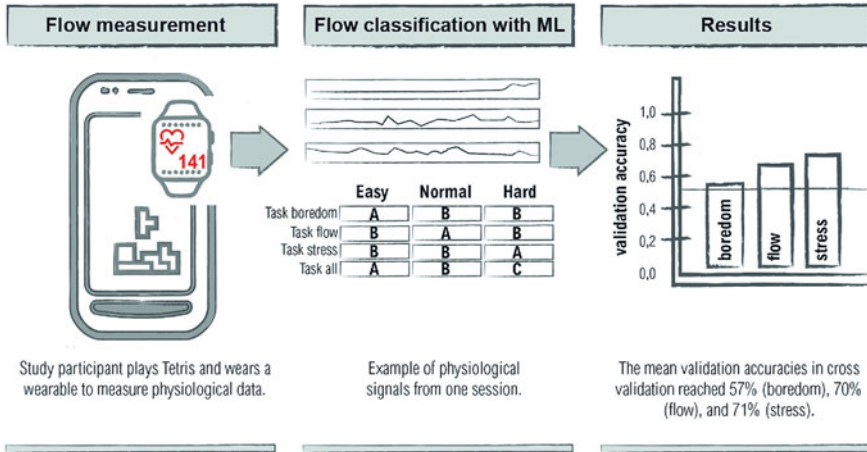 Flow measurement
141
Study participant plays Tetris and wears a
wearable to measure physiological data.
Flow classification with ML
Easy Normal Hard
Task boredom A B B
Task flow B A B
Task stress B B A
Task all A B C
Example of physiological
signals from one session.
Results
validation accuracy
1,0
0,8
0,6
0,4
0,2
0,0
boredom
flow
stress
The mean validation accuracies in cross
validation reached 57% (boredom), 70%
(flow), and 71% (stress).